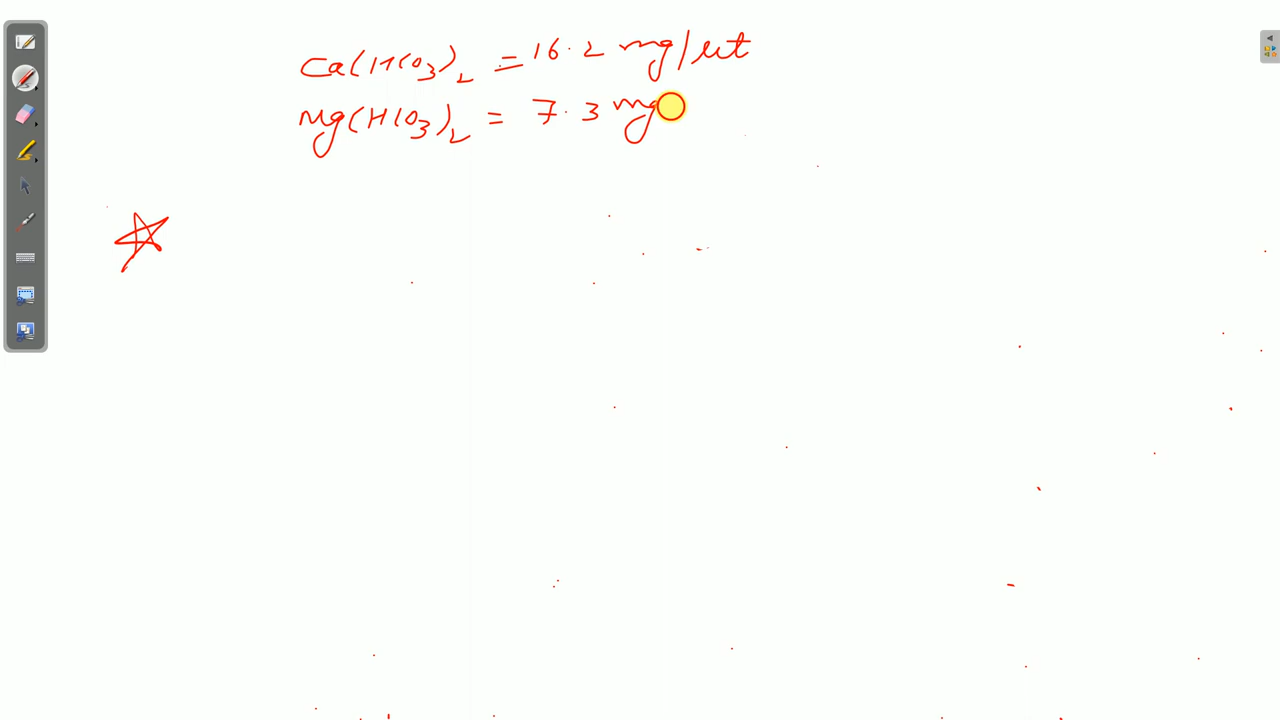 Ca(HCO3)2 = 16.2 mg/lit
Mg(HCO3)2 = 7.3 mg